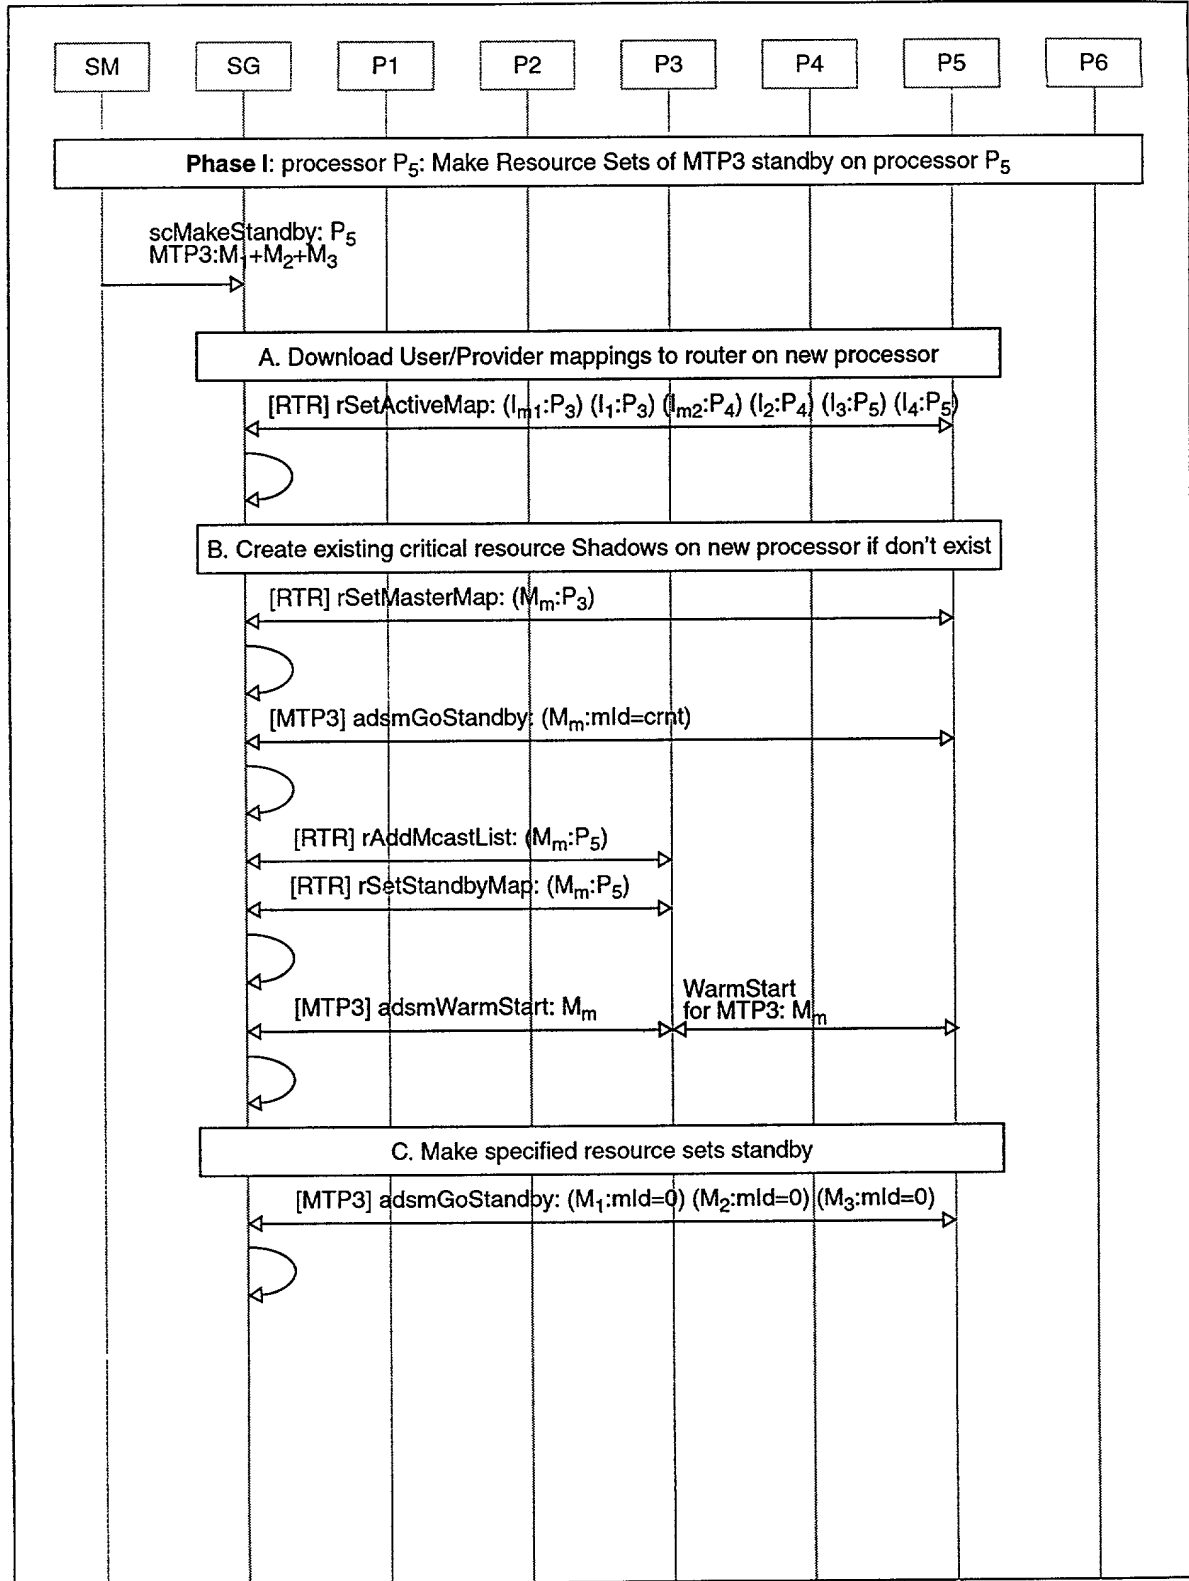 SM SG P1 P2 P3 P4 P5 P6
Phase I: processor P5: Make Resource Sets of MTP3 standby on processor P5
scMakeStandby: P5
MTP3:M1+M2+M3
A. Download User/Provider mappings to router on new processor
[RTR] rSetActiveMap: (Im1:P3) (I1:P3) (Im2:P4) (I2:P4) (I3:P5) (I4:P5)
B. Create existing critical resource Shadows on new processor if don't exist
[RTR] rSetMasterMap: (Mm:P3)
[MTP3] adsmGoStandby: (Mm:mId=crnt)
[RTR] rAddMcastList: (Mm:P5)
[RTR] rSetStandbyMap: (Mm:P5)
[MTP3] adsmWarmStart: Mm
WarmStart
for MTP3: Mm
C. Make specified resource sets standby
[MTP3] adsmGoStandby: (M1:mId=0) (M2:mId=0) (M3:mId=0)